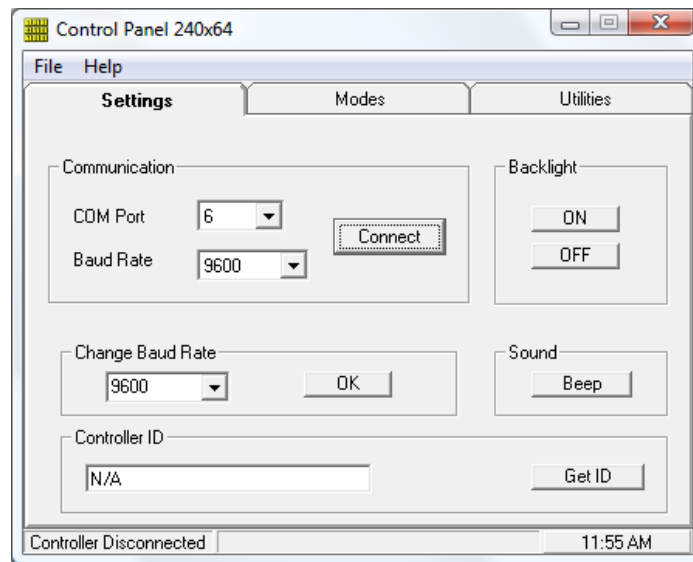 Control Panel 240x64
File Help
Settings Modes Utilities
Communication Backlight
COM Port 6 ON
Connect
Baud Rate 9600 OFF
Change Baud Rate Sound
9600 OK Beep
Controller ID
N/A Get ID
Controller Disconnected 11:55 AM